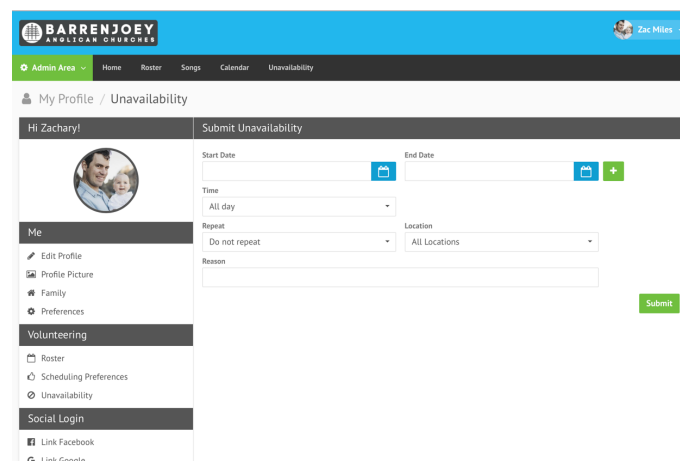 BARRENJOEY
ANGLICAN CHURCHES
Zac Miles
Admin Area
Home
Roster
Songs
Calendar
Unavailability
My Profile / Unavailability
Hi Zachary!
Me
Edit Profile
Profile Picture
Family
Preferences
Volunteering
Roster
Scheduling Preferences
Unavailability
Social Login
Link Facebook
Link Google
Submit Unavailability
Start Date
End Date
Time
All day
Repeat
Location
Do not repeat
All Locations
Reason
Submit